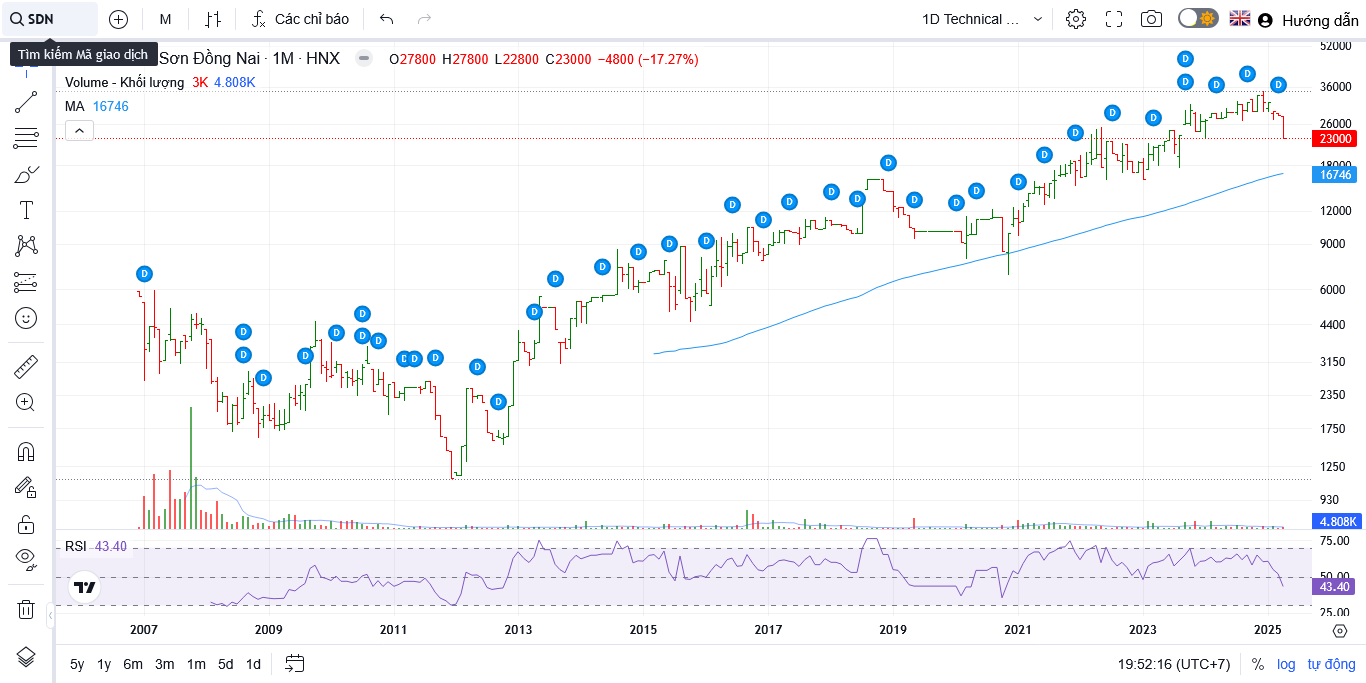 SDN M Các chỉ báo 1D Technical ... Hướng dẫn
Tìm kiếm Mã giao dịch
Sơn Đồng Nai · 1M · HNX O27800 H27800 L22800 C23000 −4800 (−17.27%)
Volume - Khối lượng 3K 4.808K
MA 16746
52000
36000
26000
23000
18000
16746
12000
9000
6000
4400
3150
2350
1750
1250
930
4.808K
D D D D D D D D D D D D D D D D D D D D D D D D D D D D D D D D D D D D D D D D D D
RSI 43.40
75.00
50.00
43.40
25.00
2007 2009 2011 2013 2015 2017 2019 2021 2023 2025
5y 1y 6m 3m 1m 5d 1d 19:52:16 (UTC+7) % log tự động